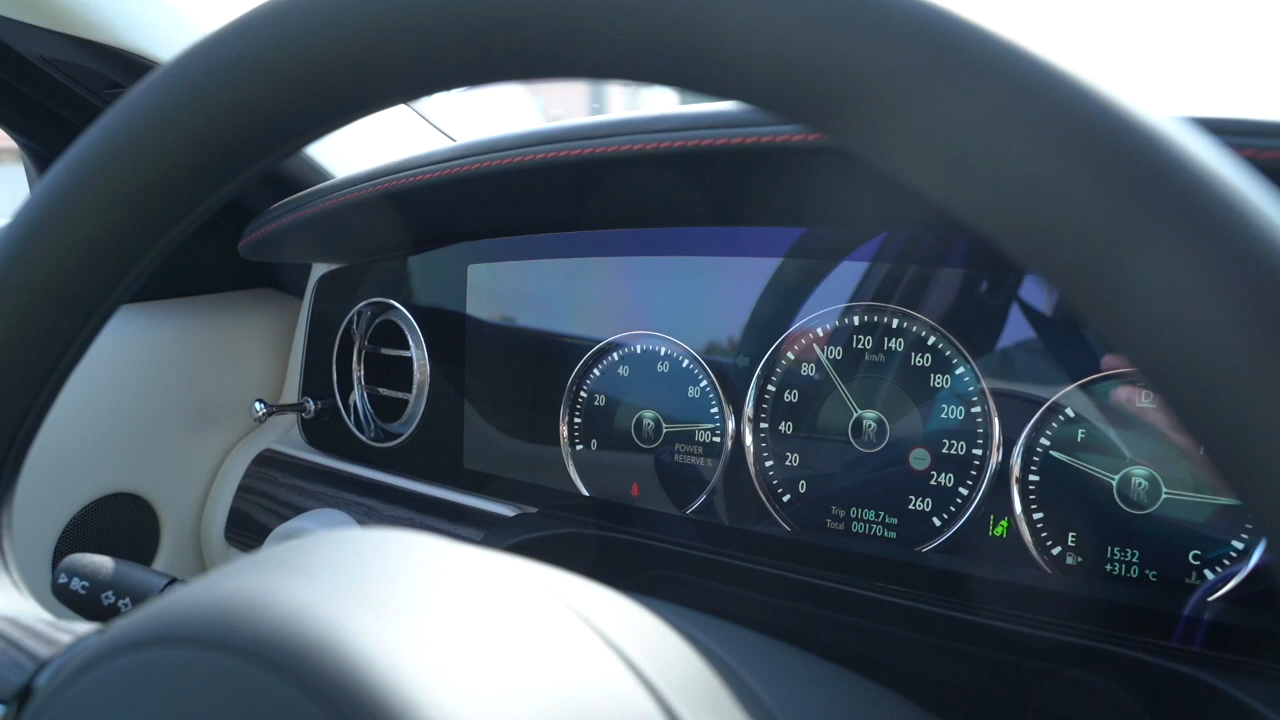 0
20
40
60
80
100
POWER
RESERVE %
0
20
40
60
80
100
120
140
160
180
200
220
240
260
km/h
Trip 0108.7 km
Total 00170 km
D
F
E
C
15:32
+31.0 °C
BC